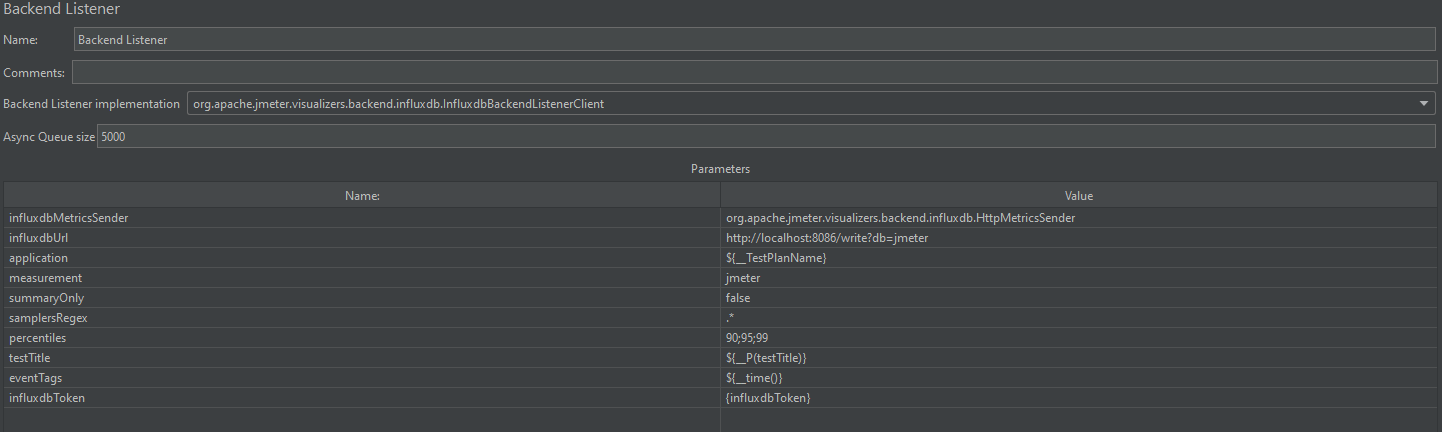 Backend Listener
Name: Backend Listener
Comments:
Backend Listener implementation org.apache.jmeter.visualizers.backend.influxdb.InfluxdbBackendListenerClient
Async Queue size 5000
Parameters
Name: Value
influxdbMetricsSender org.apache.jmeter.visualizers.backend.influxdb.HttpMetricsSender
influxdbUrl http://localhost:8086/write?db=jmeter
application ${__TestPlanName}
measurement jmeter
summaryOnly false
samplersRegex .*
percentiles 90;95;99
testTitle ${__P(testTitle)}
eventTags ${__time()}
influxdbToken {influxdbToken}